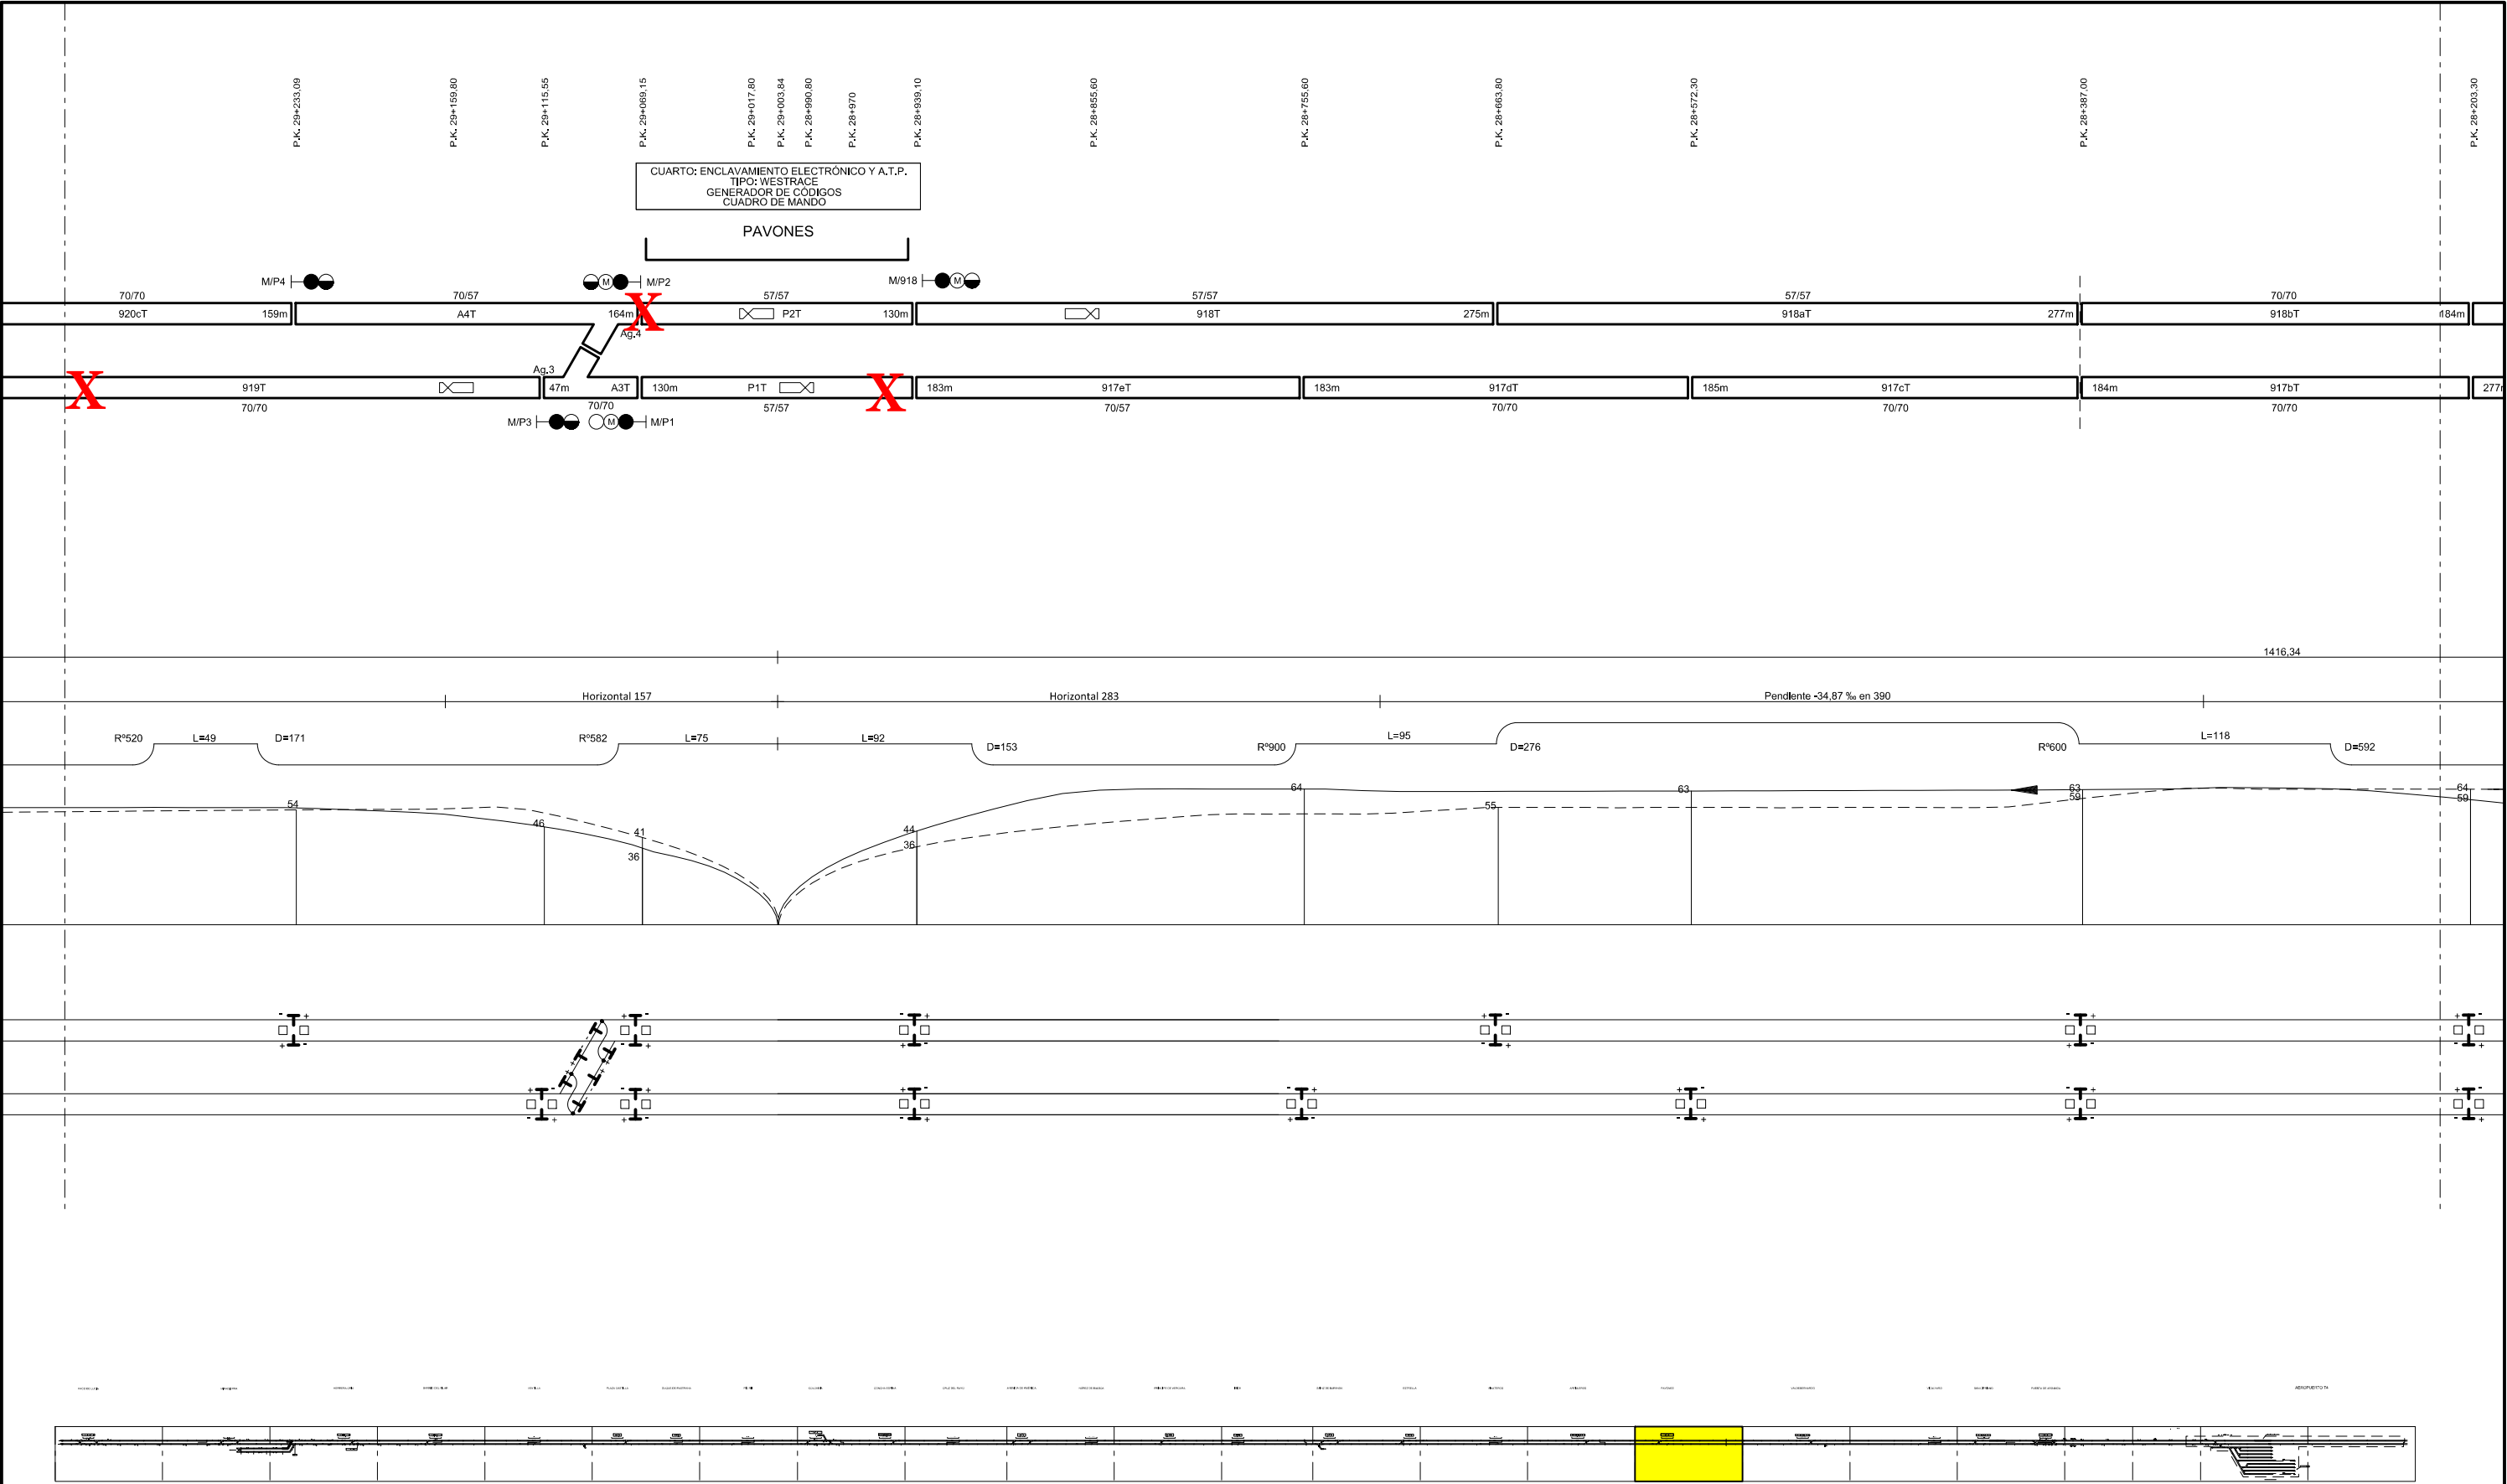 P.K. 29+233,09
P.K. 29+159,80
P.K. 29+115,55
P.K. 29+069,15
P.K. 29+017,80
P.K. 29+003,84
P.K. 28+990,80
P.K. 28+970
P.K. 28+939,10
P.K. 28+855,60
P.K. 28+755,60
P.K. 28+663,80
P.K. 28+572,30
P.K. 28+387,00
P.K. 28+203,30
CUARTO: ENCLAVAMIENTO ELECTRÓNICO Y A.T.P.
TIPO: WESTRACE
GENERADOR DE CÓDIGOS
CUADRO DE MANDO
PAVONES
M/P4 M M/P2 M/918 M
70/70 70/57 57/57 57/57 57/57 70/70
920cT 159m A4T 164m X P2T 130m 918T 275m 918aT 277m 918bT 184m
Ag.4
Ag.3
X 919T 47m A3T 130m P1T X 183m 917eT 183m 917dT 185m 917cT 184m 917bT 277m
70/70 70/70 57/57 70/57 70/70 70/70 70/70
M/P3 M M/P1
1416,34
Horizontal 157 Horizontal 283 Pendiente -34,87 ‰ en 390
Rº520 L=49 D=171 Rº582 L=75 L=92 D=153 Rº900 L=95 D=276 Rº600 L=118 D=592
54 46 41 36 44 36 64 55 63 63 59 64 59
AEROPUERTO T4